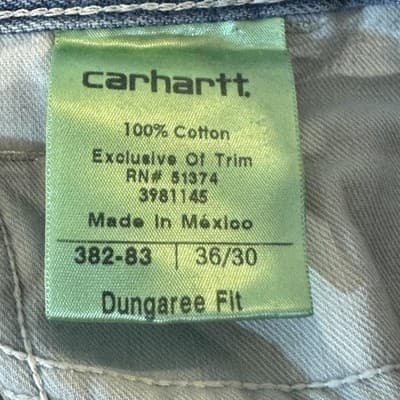 carhartt.
100% Cotton
Exclusive Of Trim
RN# 51374
3981145
Made In México
382-83 | 36/30
Dungaree Fit